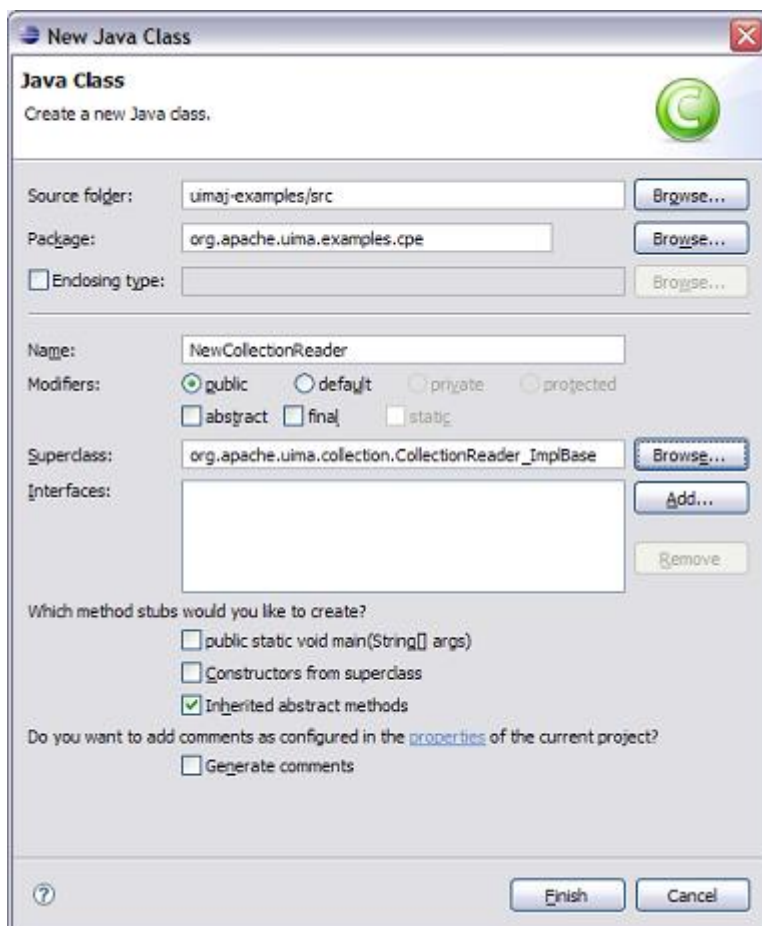 New Java Class
Java Class
Create a new Java class.
Source folder: uimaj-examples/src Browse...
Package: org.apache.uima.examples.cpe Browse...
Enclosing type: Browse...
Name: NewCollectionReader
Modifiers: public default private protected
abstract final static
Superclass: org.apache.uima.collection.CollectionReader_ImplBase Browse...
Interfaces: Add...
Remove
Which method stubs would you like to create?
public static void main(String[] args)
Constructors from superclass
Inherited abstract methods
Do you want to add comments as configured in the properties of the current project?
Generate comments
Finish Cancel